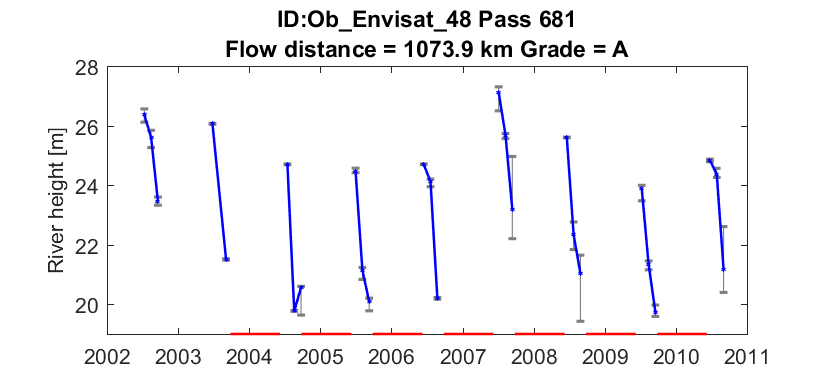 ID:Ob_Envisat_48 Pass 681
Flow distance = 1073.9 km Grade = A
River height [m]
28
26
24
22
20
2002 2003 2004 2005 2006 2007 2008 2009 2010 2011